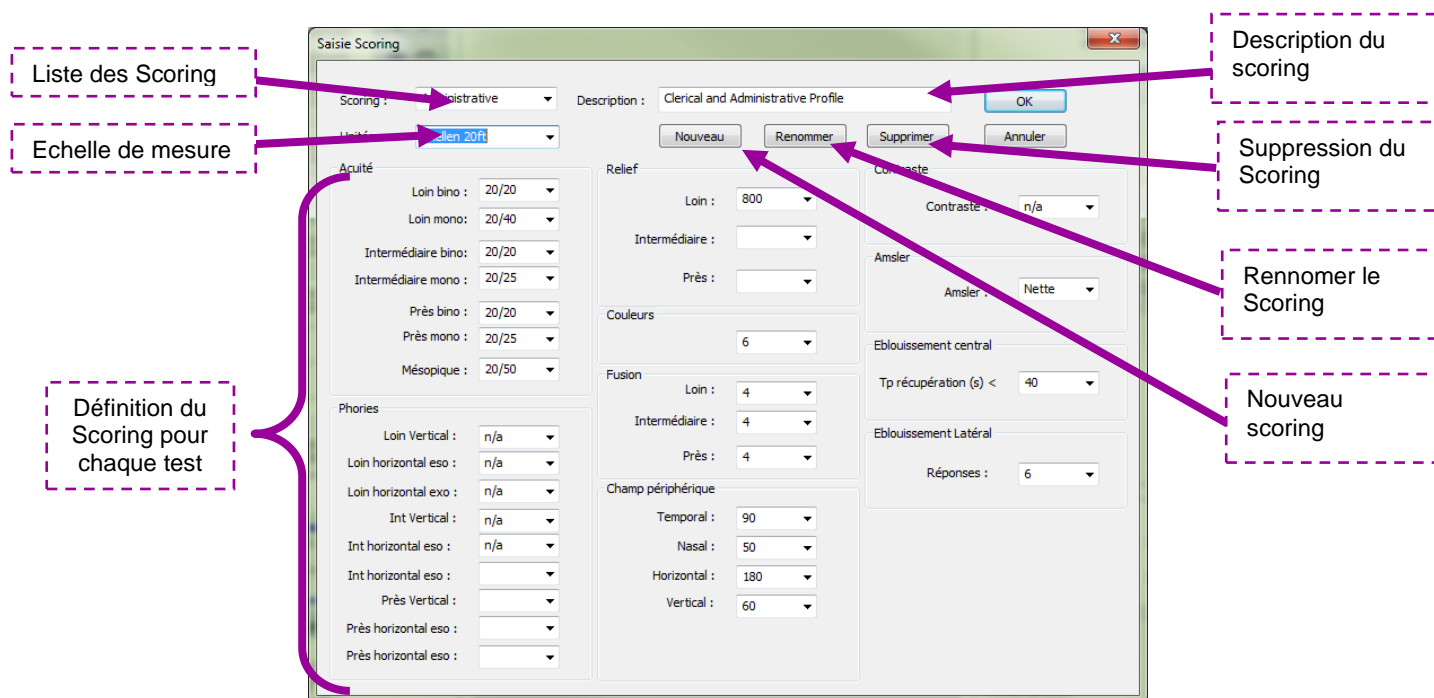 Saisie Scoring
Liste des Scoring
Echelle de mesure
Définition du
Scoring pour
chaque test
Scoring :
Description : Clerical and Administrative Profile
OK
20ft
Nouveau Renommer Supprimer Annuler
Acuité
Loin bino: 20/20
Loin mono: 20/40
Intermédiaire bino: 20/20
Intermédiaire mono : 20/25
Près bino: 20/20
Près mono : 20/25
Mésopique : 20/50
Phories
Loin Vertical : n/a
Loin horizontal eso : n/a
Loin horizontal exo : n/a
Int Vertical : n/a
Int horizontal eso : n/a
Int horizontal eso :
Près Vertical :
Près horizontal eso :
Près horizontal eso :
Relief
Loin : 800
Intermédiaire :
Près :
Couleurs
6
Fusion
Loin : 4
Intermédiaire : 4
Près : 4
Champ périphérique
Temporal : 90
Nasal : 50
Horizontal : 180
Vertical : 60
Contraste : n/a
Amsler
Amsler : Nette
Eblouissement central
Tp récupération (s) < 40
Eblouissement Latéral
Réponses : 6
Description du
scoring
Suppression du
Scoring
Rennomer le
Scoring
Nouveau
scoring